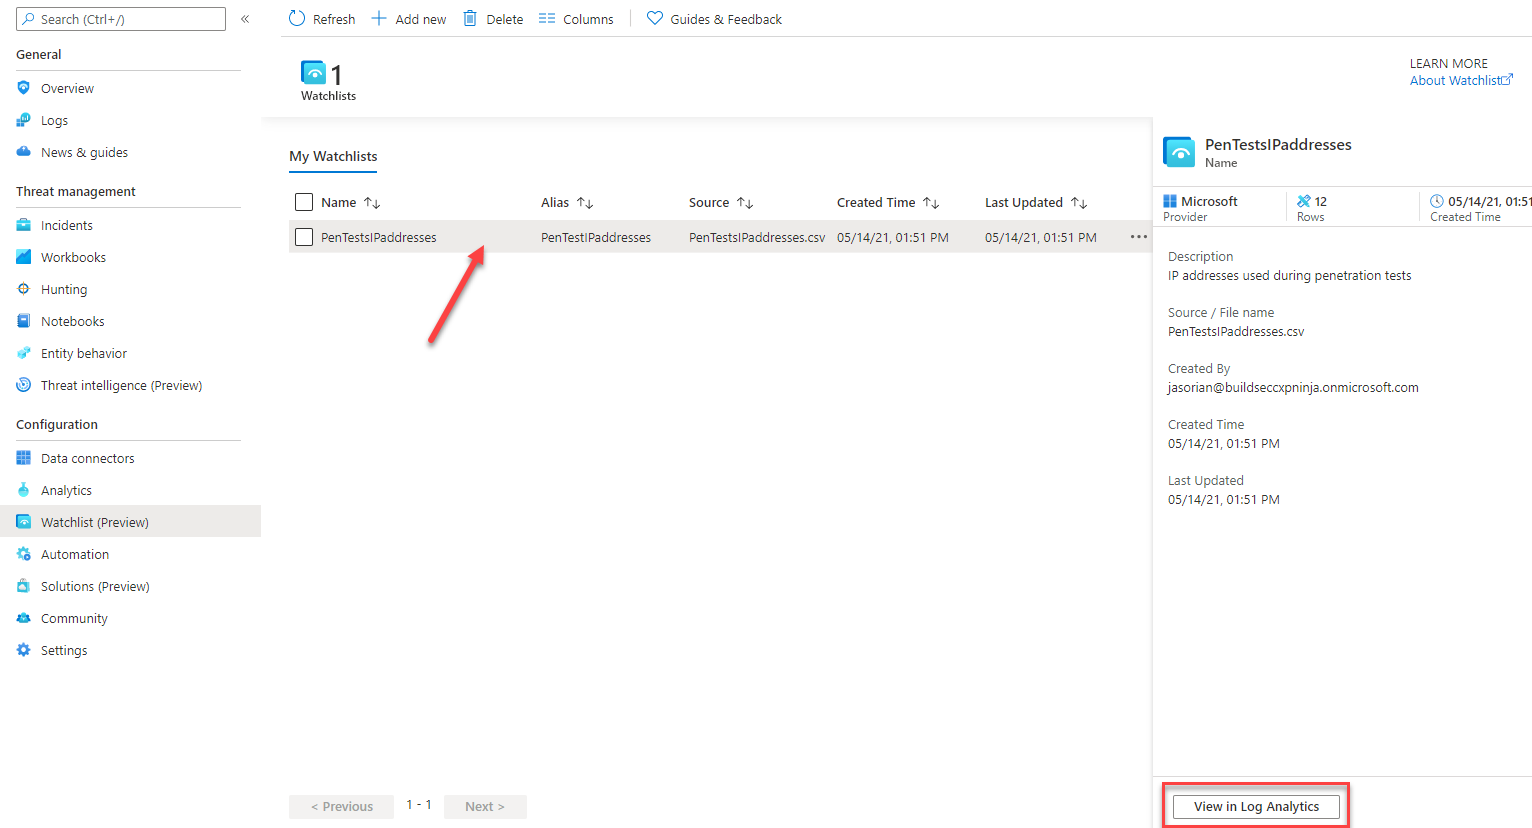 Search (Ctrl+/)
«
General
Overview
Logs
News & guides
Threat management
Incidents
Workbooks
Hunting
Notebooks
Entity behavior
Threat intelligence (Preview)
Configuration
Data connectors
Analytics
Watchlist (Preview)
Automation
Solutions (Preview)
Community
Settings
Refresh Add new Delete Columns Guides & Feedback
1
Watchlists
LEARN MORE
About Watchlist
My Watchlists
Name ↑↓ Alias ↑↓ Source ↑↓ Created Time ↑↓ Last Updated ↑↓
PenTestsIPaddresses PenTestIPaddresses PenTestsIPaddresses.csv 05/14/21, 01:51 PM 05/14/21, 01:51 PM ...
< Previous 1 - 1 Next >
PenTestsIPaddresses
Name
Microsoft 12 05/14/21, 01:51
Provider Rows Created Time
Description
IP addresses used during penetration tests
Source / File name
PenTestsIPaddresses.csv
Created By
jasorian@buildseccxpninja.onmicrosoft.com
Created Time
05/14/21, 01:51 PM
Last Updated
05/14/21, 01:51 PM
View in Log Analytics